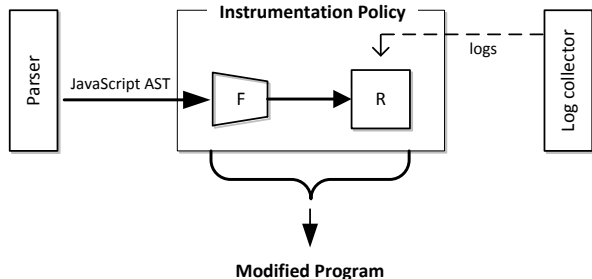 Instrumentation Policy
Parser
JavaScript AST
F
R
logs
Log collector
Modified Program